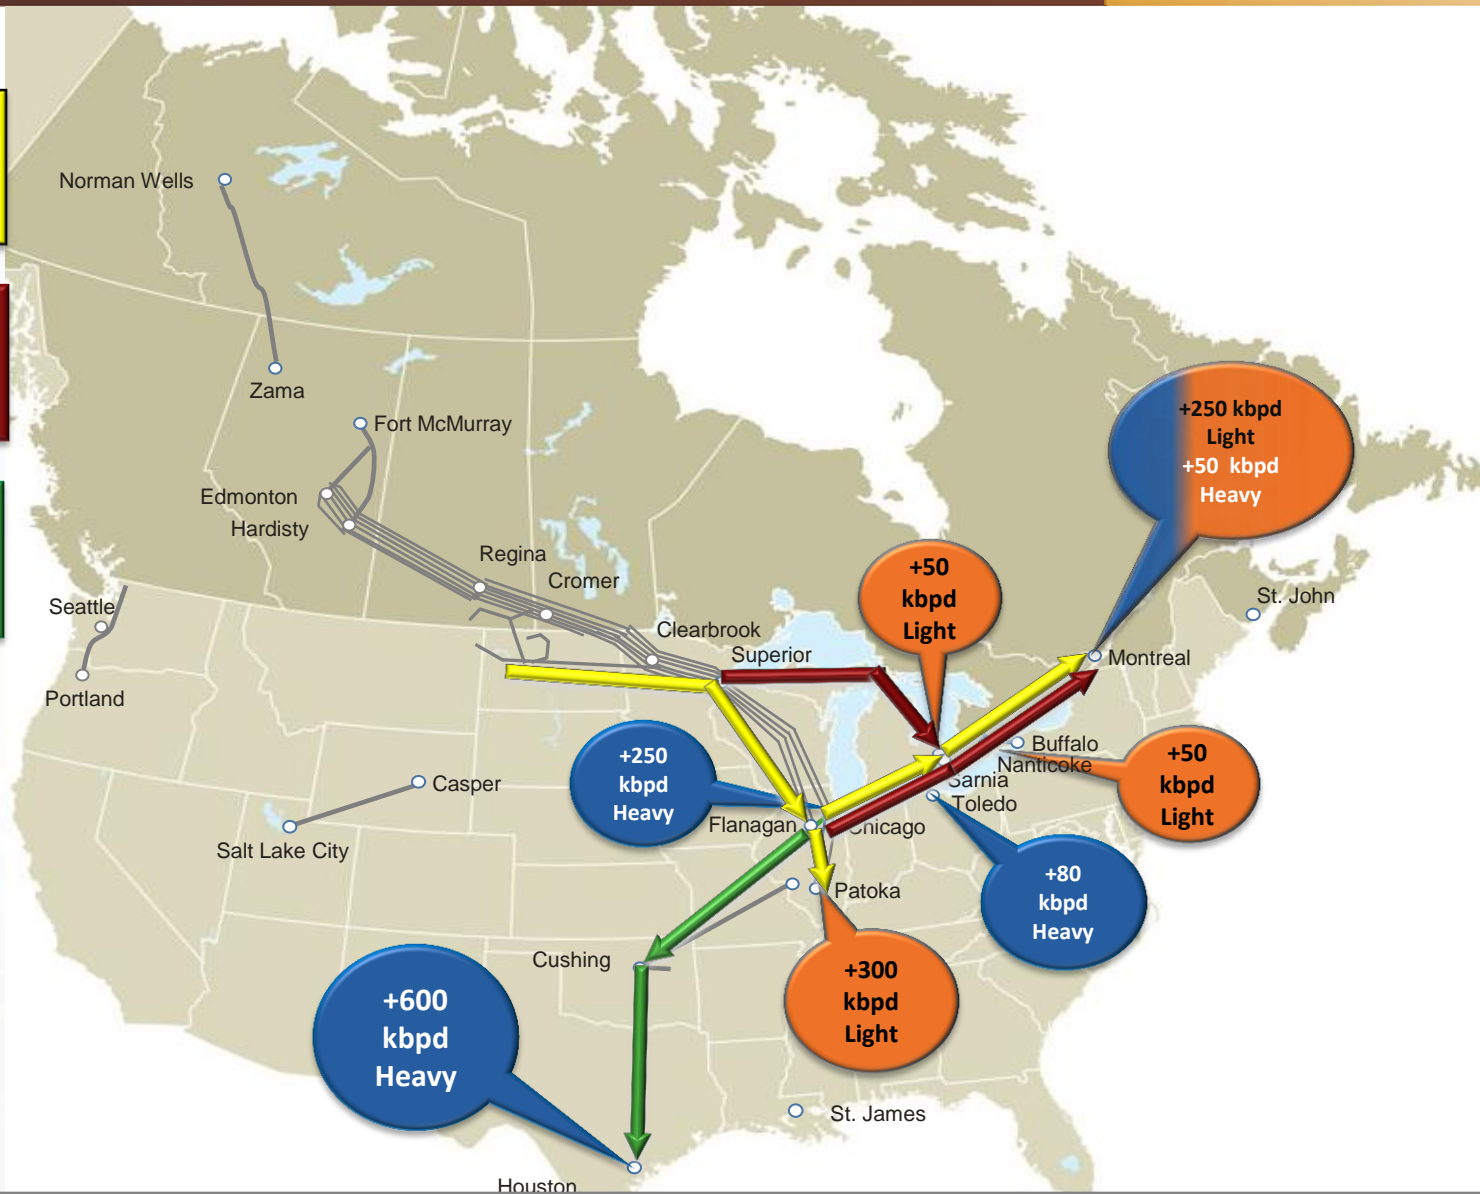 Norman Wells
Zama
Fort McMurray
+250 kbpd
Light
+50 kbpd
Heavy
Edmonton
Hardisty
Regina
Cromer
+50
kbpd
Light
Seattle
St. John
Clearbrook
Superior
Montreal
Portland
+250
kbpd
Heavy
Buffalo
Nanticoke
+50
kbpd
Light
Casper
Sarnia
Toledo
Flanagan
Chicago
Salt Lake City
+80
kbpd
Heavy
Patoka
Cushing
+300
kbpd
Light
+600
kbpd
Heavy
St. James
Houston